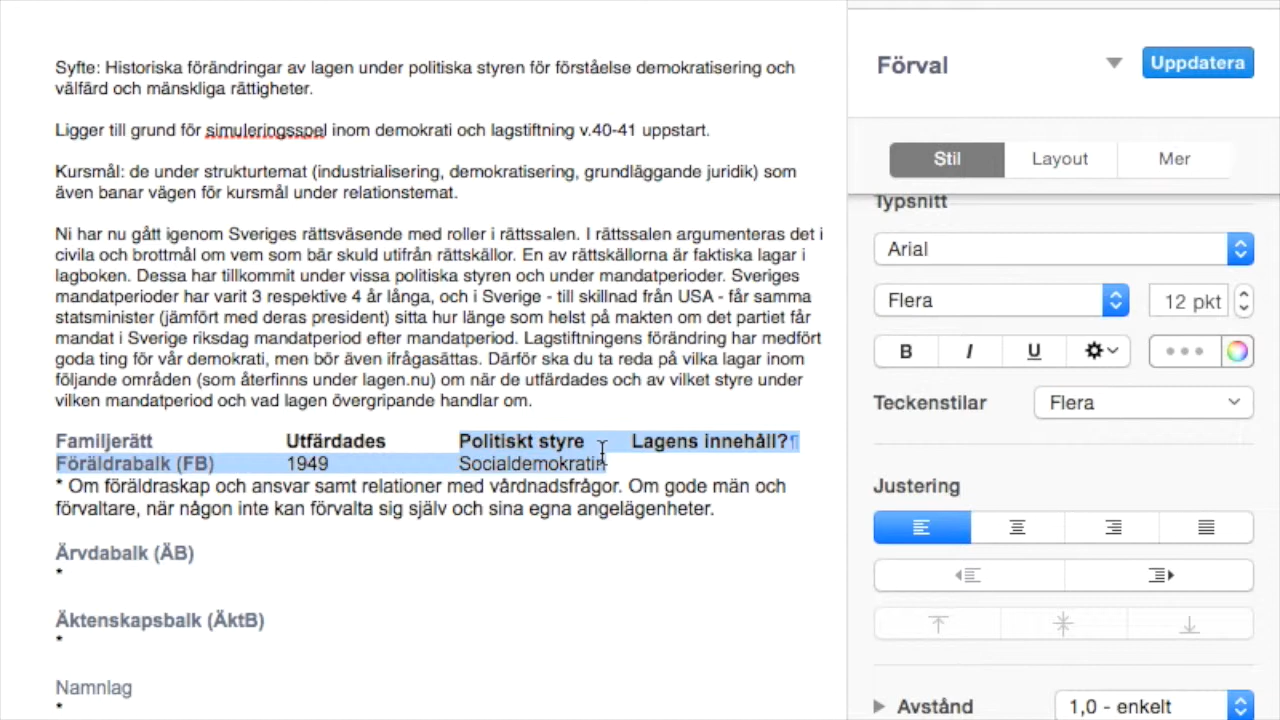 Syfte: Historiska förändringar av lagen under politiska styren för förståelse demokratisering och
välfärd och mänskliga rättigheter.
Ligger till grund för simuleringsspel inom demokrati och lagstiftning v.40-41 uppstart.
Kursmål: de under strukturtemat (industrialisering, demokratisering, grundläggande juridik) som
även banar vägen för kursmål under relationstemat.
Ni har nu gått igenom Sveriges rättsväsende med roller i rättssalen. I rättssalen argumenteras det i
civila och brottmål om vem som bär skuld utifrån rättskällor. En av rättskällorna är faktiska lagar i
lagboken. Dessa har tillkommit under vissa politiska styren och under mandatperioder. Sveriges
mandatperioder har varit 3 respektive 4 år långa, och i Sverige - till skillnad från USA - får samma
statsminister (jämfört med deras president) sitta hur länge som helst på makten om det partiet får
mandat i Sverige riksdag mandatperiod efter mandatperiod. Lagstiftningens förändring har medfört
goda ting för vår demokrati, men bör även ifrågasättas. Därför ska du ta reda på vilka lagar inom
följande områden (som återfinns under lagen.nu) om när de utfärdades och av vilket styre under
vilken mandatperiod och vad lagen övergripande handlar om.
Familjerätt Utfärdades Politiskt styre Lagens innehåll?¶
Föräldrabalk (FB) 1949
* Om föräldraskap och ansvar samt relationer med vårdnadsfrågor. Om gode män och
förvaltare, när någon inte kan förvalta sig själv och sina egna angelägenheter.
Ärvdabalk (ÄB)
*
Äktenskapsbalk (ÄktB)
*
Namnlag
*
Förval
Uppdatera
Stil Layout Mer
Typsnitt
Arial
Flera 12 pkt
B I U
Teckenstilar Flera
Justering
Avstånd 1,0 - enkelt